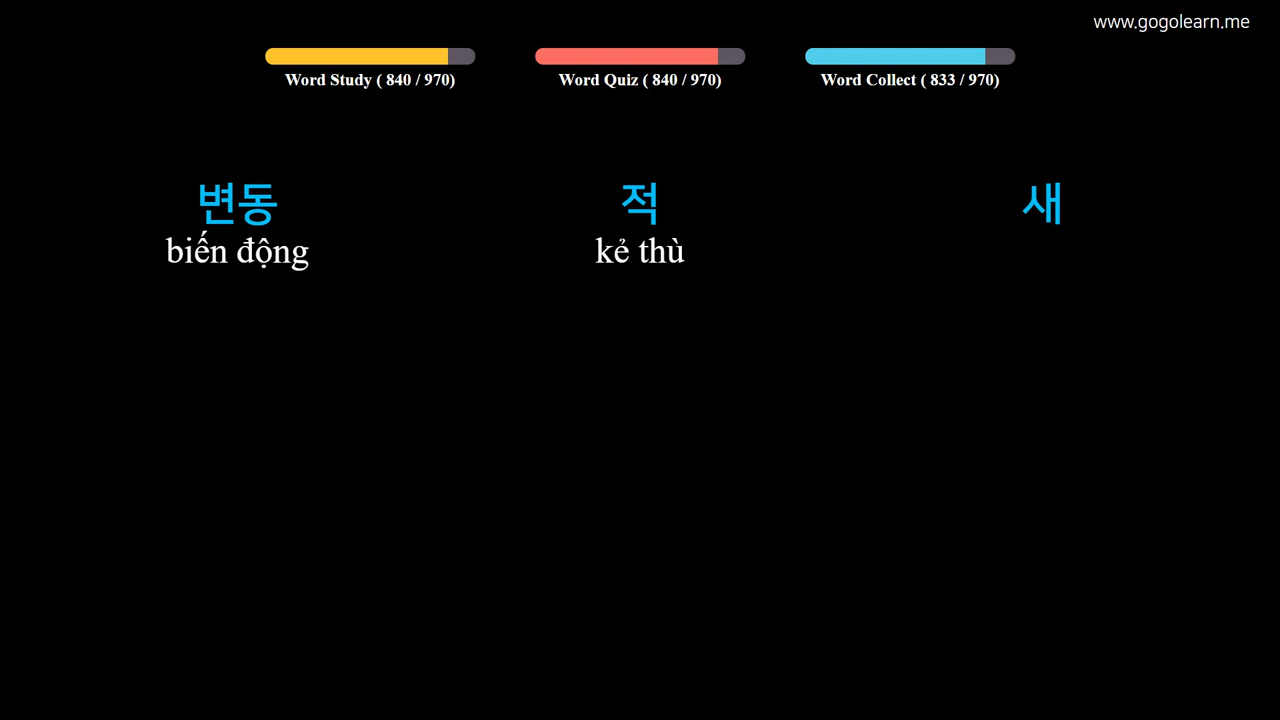 www.gogolearn.me
Word Study ( 840 / 970)
Word Quiz ( 840 / 970)
Word Collect ( 833 / 970)
변동
적
새
biến động
kẻ thù